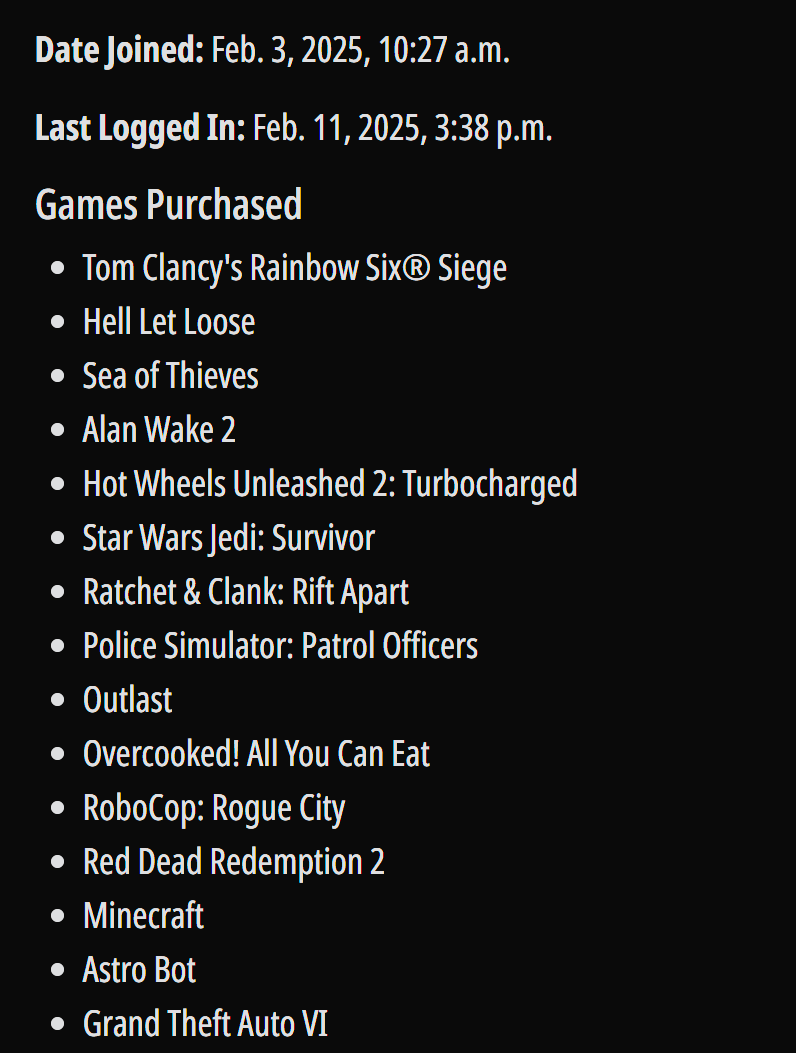 Date Joined: Feb. 3, 2025, 10:27 a.m.
Last Logged In: Feb. 11, 2025, 3:38 p.m.
Games Purchased
Tom Clancy's Rainbow Six® Siege
Hell Let Loose
Sea of Thieves
Alan Wake 2
Hot Wheels Unleashed 2: Turbocharged
Star Wars Jedi: Survivor
Ratchet & Clank: Rift Apart
Police Simulator: Patrol Officers
Outlast
Overcooked! All You Can Eat
RoboCop: Rogue City
Red Dead Redemption 2
Minecraft
Astro Bot
Grand Theft Auto VI